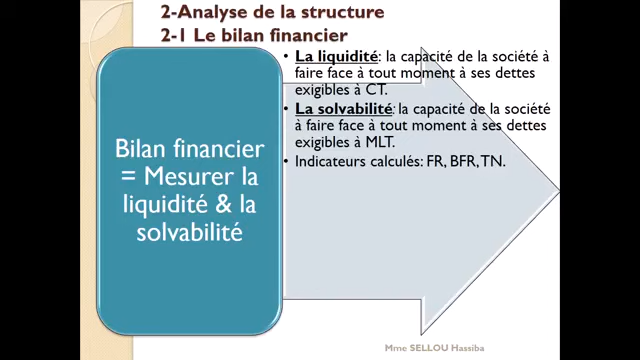 2-Analyse de la structure
2-1 Le bilan financier
Bilan financier
= Mesurer la
liquidité & la
solvabilité
• La liquidité: la capacité de la société à
faire face à tout moment à ses dettes
exigibles à CT.
• La solvabilité: la capacité de la société
à faire face à tout moment à ses dettes
exigibles à MLT.
• Indicateurs calculés: FR, BFR, TN.
Mme SELLOU Hassiba